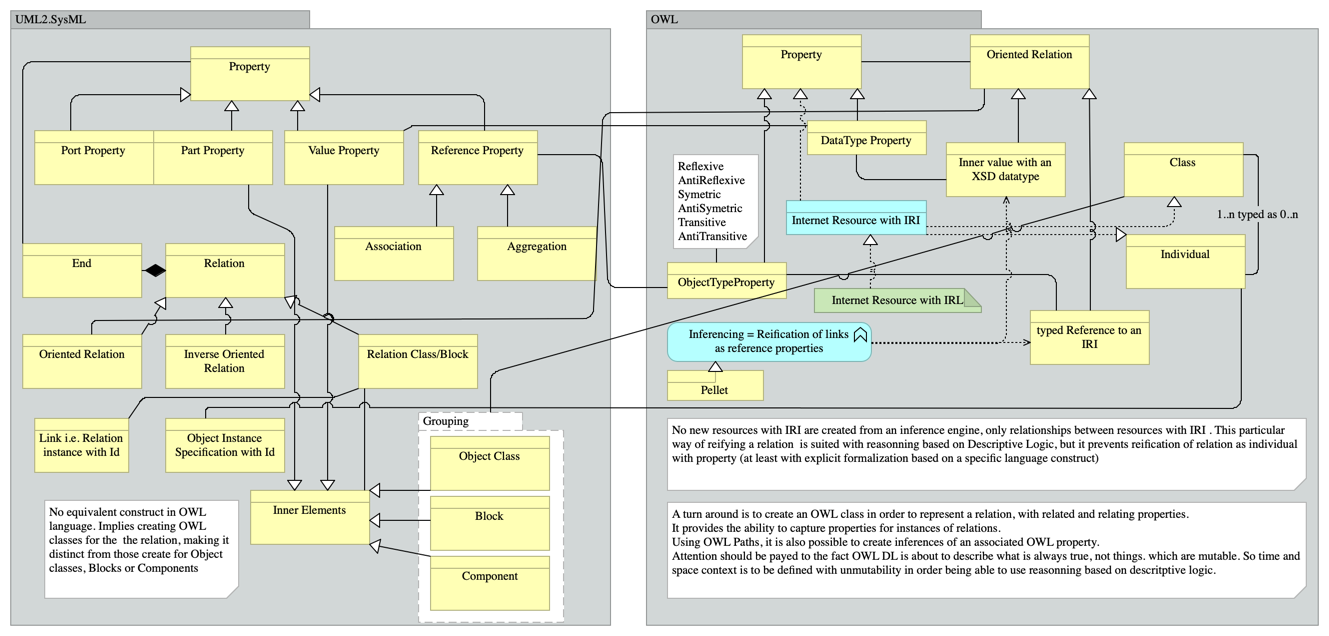 UML2.SysML
Property
Port Property
Part Property
Value Property
Reference Property
Association
Aggregation
End
Relation
Oriented Relation
Inverse Oriented
Relation
Relation Class/Block
Link i.e. Relation
instance with Id
Object Instance
Specification with Id
Grouping
Object Class
Block
Component
Inner Elements
No equivalent construct in OWL
language. Implies creating OWL
classes for the  the relation, making it
distinct from those create for Object
classes, Blocks or Components
OWL
Property
Oriented Relation
DataType Property
Inner value with an
XSD datatype
Class
Reflexive
AntiReflexive
Symetric
AntiSymetric
Transitive
AntiTransitive
Internet Resource with IRI
1..n typed as 0..n
Individual
ObjectTypeProperty
Internet Resource with IRL
Inferencing = Reification of links
as reference properties
typed Reference to an
IRI
Pellet
No new resources with IRI are created from an inference engine, only relationships between resources with IRI . This particular
way of reifying a relation  is suited with reasonning based on Descriptive Logic, but it prevents reification of relation as individual
with property (at least with explicit formalization based on a specific language construct)
A turn around is to create an OWL class in order to represent a relation, with related and relating properties.
It provides the ability to capture properties for instances of relations.
Using OWL Paths, it is also possible to create inferences of an associated OWL property.
Attention should be payed to the fact OWL DL is about to describe what is always true, not things. which are mutable. So time and
space context is to be defined with unmutability in order being able to use reasonning based on descritptive logic.